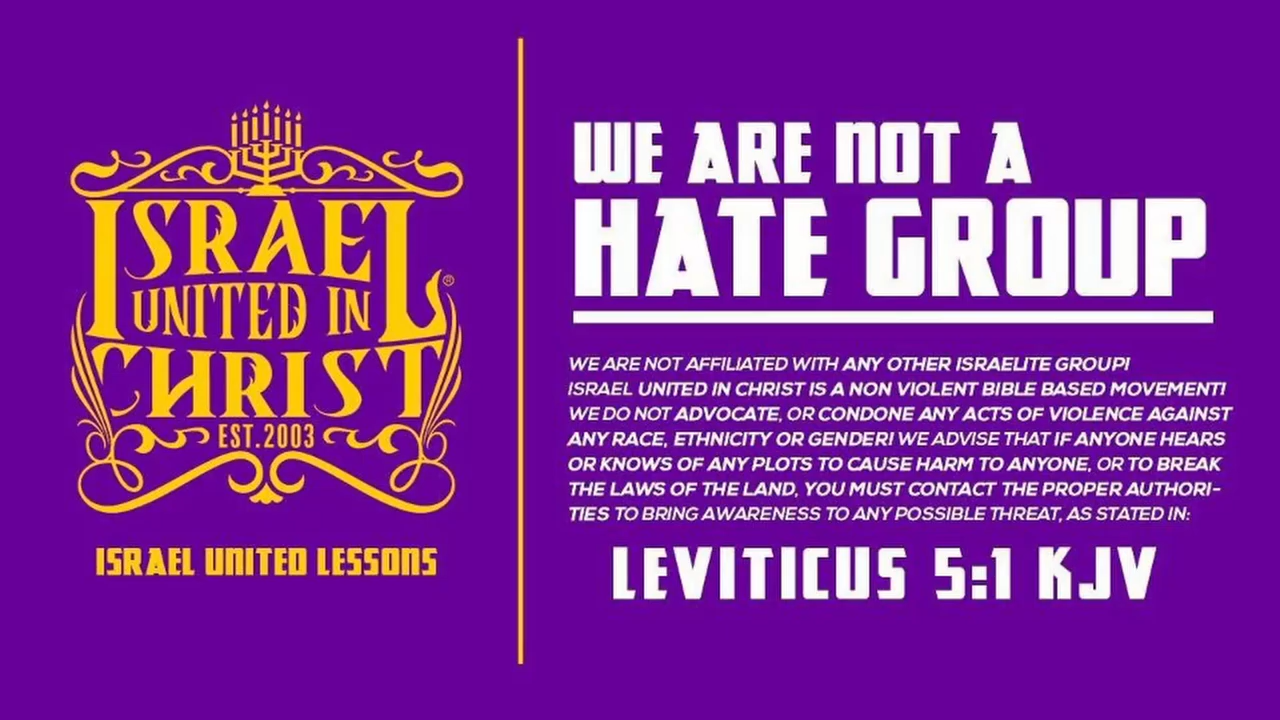 ISRAEL
UNITED IN
CHRIST
EST.2003
®
ISRAEL UNITED LESSONS
WE ARE NOT A
HATE GROUP
WE ARE NOT AFFILIATED WITH ANY OTHER ISRAELITE GROUP!
ISRAEL UNITED IN CHRIST IS A NON VIOLENT BIBLE BASED MOVEMENT!
WE DO NOT ADVOCATE, OR CONDONE ANY ACTS OF VIOLENCE AGAINST
ANY RACE, ETHNICITY OR GENDER! WE ADVISE THAT IF ANYONE HEARS
OR KNOWS OF ANY PLOTS TO CAUSE HARM TO ANYONE, OR TO BREAK
THE LAWS OF THE LAND, YOU MUST CONTACT THE PROPER AUTHORI-
TIES TO BRING AWARENESS TO ANY POSSIBLE THREAT, AS STATED IN:
LEVITICUS 5:1 KJV